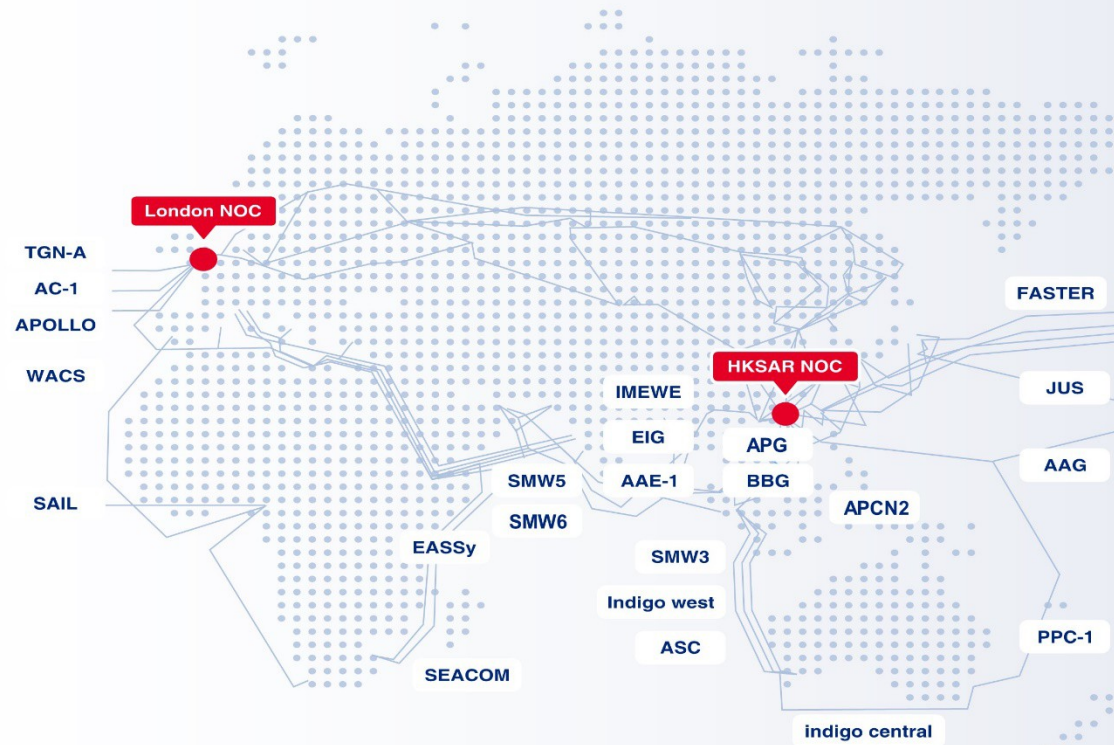 London NOC
TGN-A
AC-1
APOLLO
WACS
SAIL
FASTER
HKSAR NOC
IMEWE
JUS
EIG
APG
AAG
SMW5
AAE-1
BBG
APCN2
SMW6
EASSy
SMW3
Indigo west
ASC
PPC-1
SEACOM
indigo central